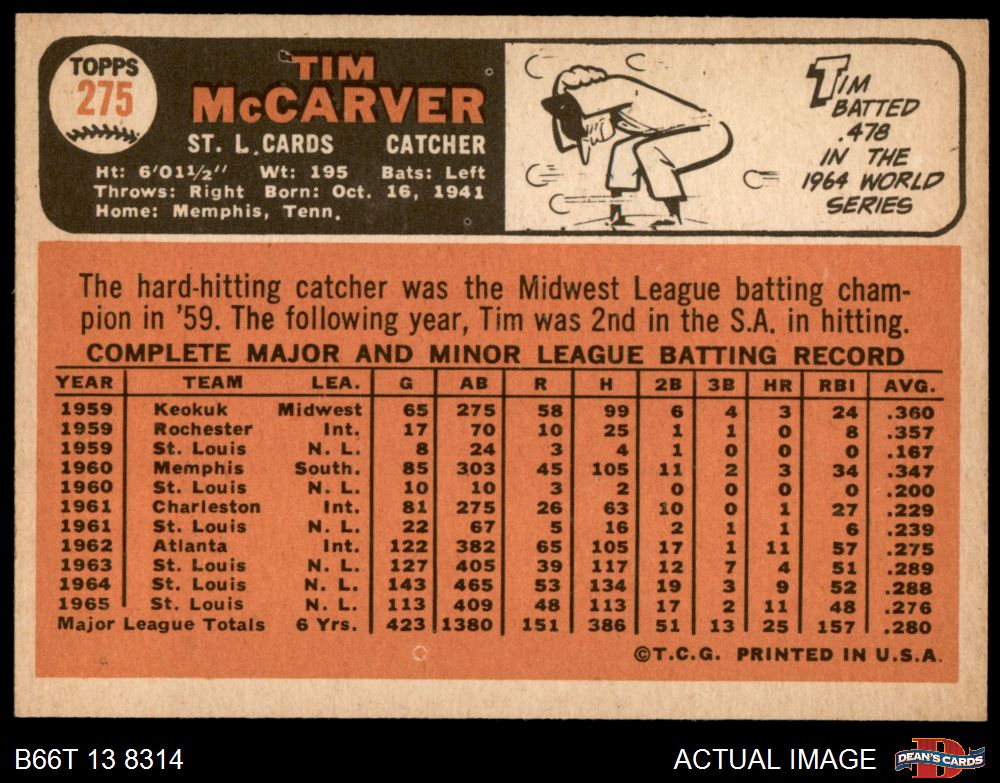 TOPPS
275
TIM
McCARVER
ST. L. CARDS CATCHER
Ht: 6'01 1/2" Wt: 195 Bats: Left
Throws: Right Born: Oct. 16, 1941
Home: Memphis, Tenn.
TIM
BATTED
.478
IN THE
1964 WORLD
SERIES
The hard-hitting catcher was the Midwest League batting cham-
pion in '59. The following year, Tim was 2nd in the S.A. in hitting.
COMPLETE MAJOR AND MINOR LEAGUE BATTING RECORD
YEAR TEAM LEA. G AB R H 2B 3B HR RBI AVG.
1959 Keokuk Midwest 65 275 58 99 6 4 3 24 .360
1959 Rochester Int. 17 70 10 25 1 1 0 8 .357
1959 St. Louis N. L. 8 24 3 4 1 0 0 0 .167
1960 Memphis South. 85 303 45 105 11 2 3 34 .347
1960 St. Louis N. L. 10 10 3 2 0 0 0 0 .200
1961 Charleston Int. 81 275 26 63 10 0 1 27 .229
1961 St. Louis N. L. 22 67 5 16 2 1 1 6 .239
1962 Atlanta Int. 122 382 65 105 17 1 11 57 .275
1963 St. Louis N. L. 127 405 39 117 12 7 4 51 .289
1964 St. Louis N. L. 143 465 53 134 19 3 9 52 .288
1965 St. Louis N. L. 113 409 48 113 17 2 11 48 .276
Major League Totals 6 Yrs. 423 1380 151 386 51 13 25 157 .280
©T.C.G. PRINTED IN U.S.A.
B66T 13 8314
ACTUAL IMAGE
D
DEAN'S CARDS